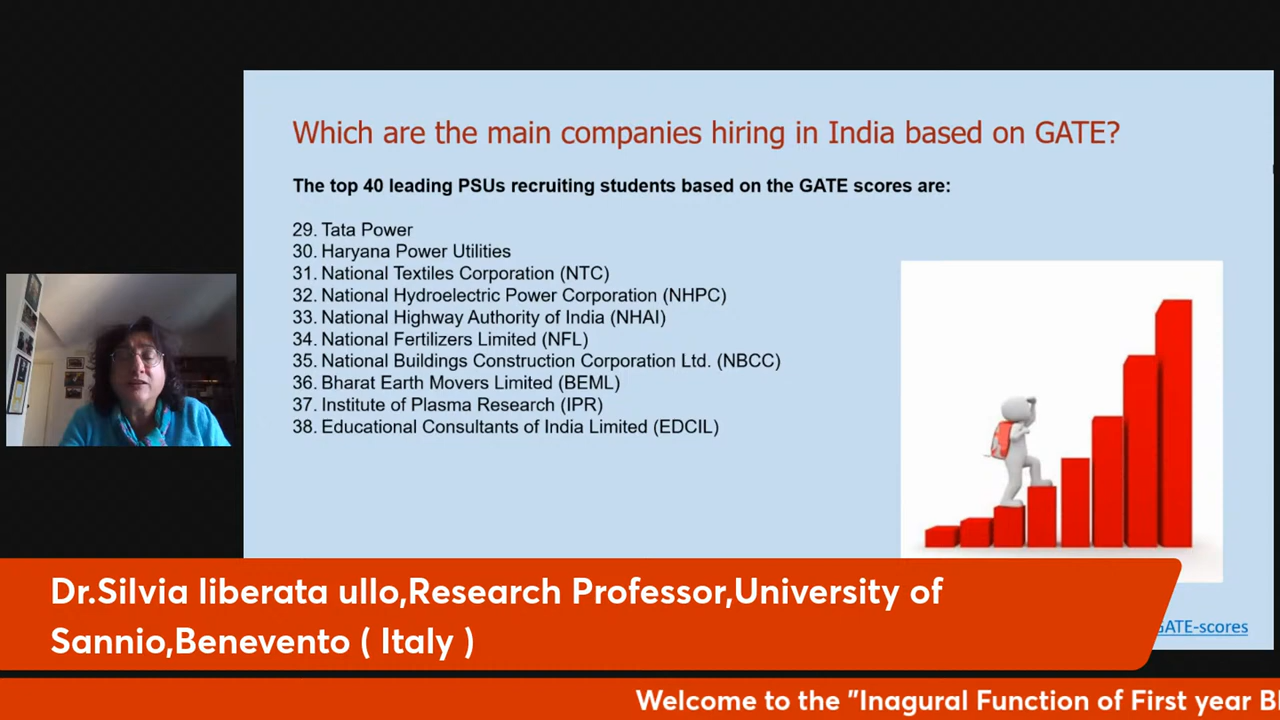 Which are the main companies hiring in India based on GATE?
The top 40 leading PSUs recruiting students based on the GATE scores are:
29. Tata Power
30. Haryana Power Utilities
31. National Textiles Corporation (NTC)
32. National Hydroelectric Power Corporation (NHPC)
33. National Highway Authority of India (NHAI)
34. National Fertilizers Limited (NFL)
35. National Buildings Construction Corporation Ltd. (NBCC)
36. Bharat Earth Movers Limited (BEML)
37. Institute of Plasma Research (IPR)
38. Educational Consultants of India Limited (EDCIL)
GATE-scores
Dr.Silvia liberata ullo,Research Professor,University of
Sannio,Benevento ( Italy )
Welcome to the "Inagural Function of First year